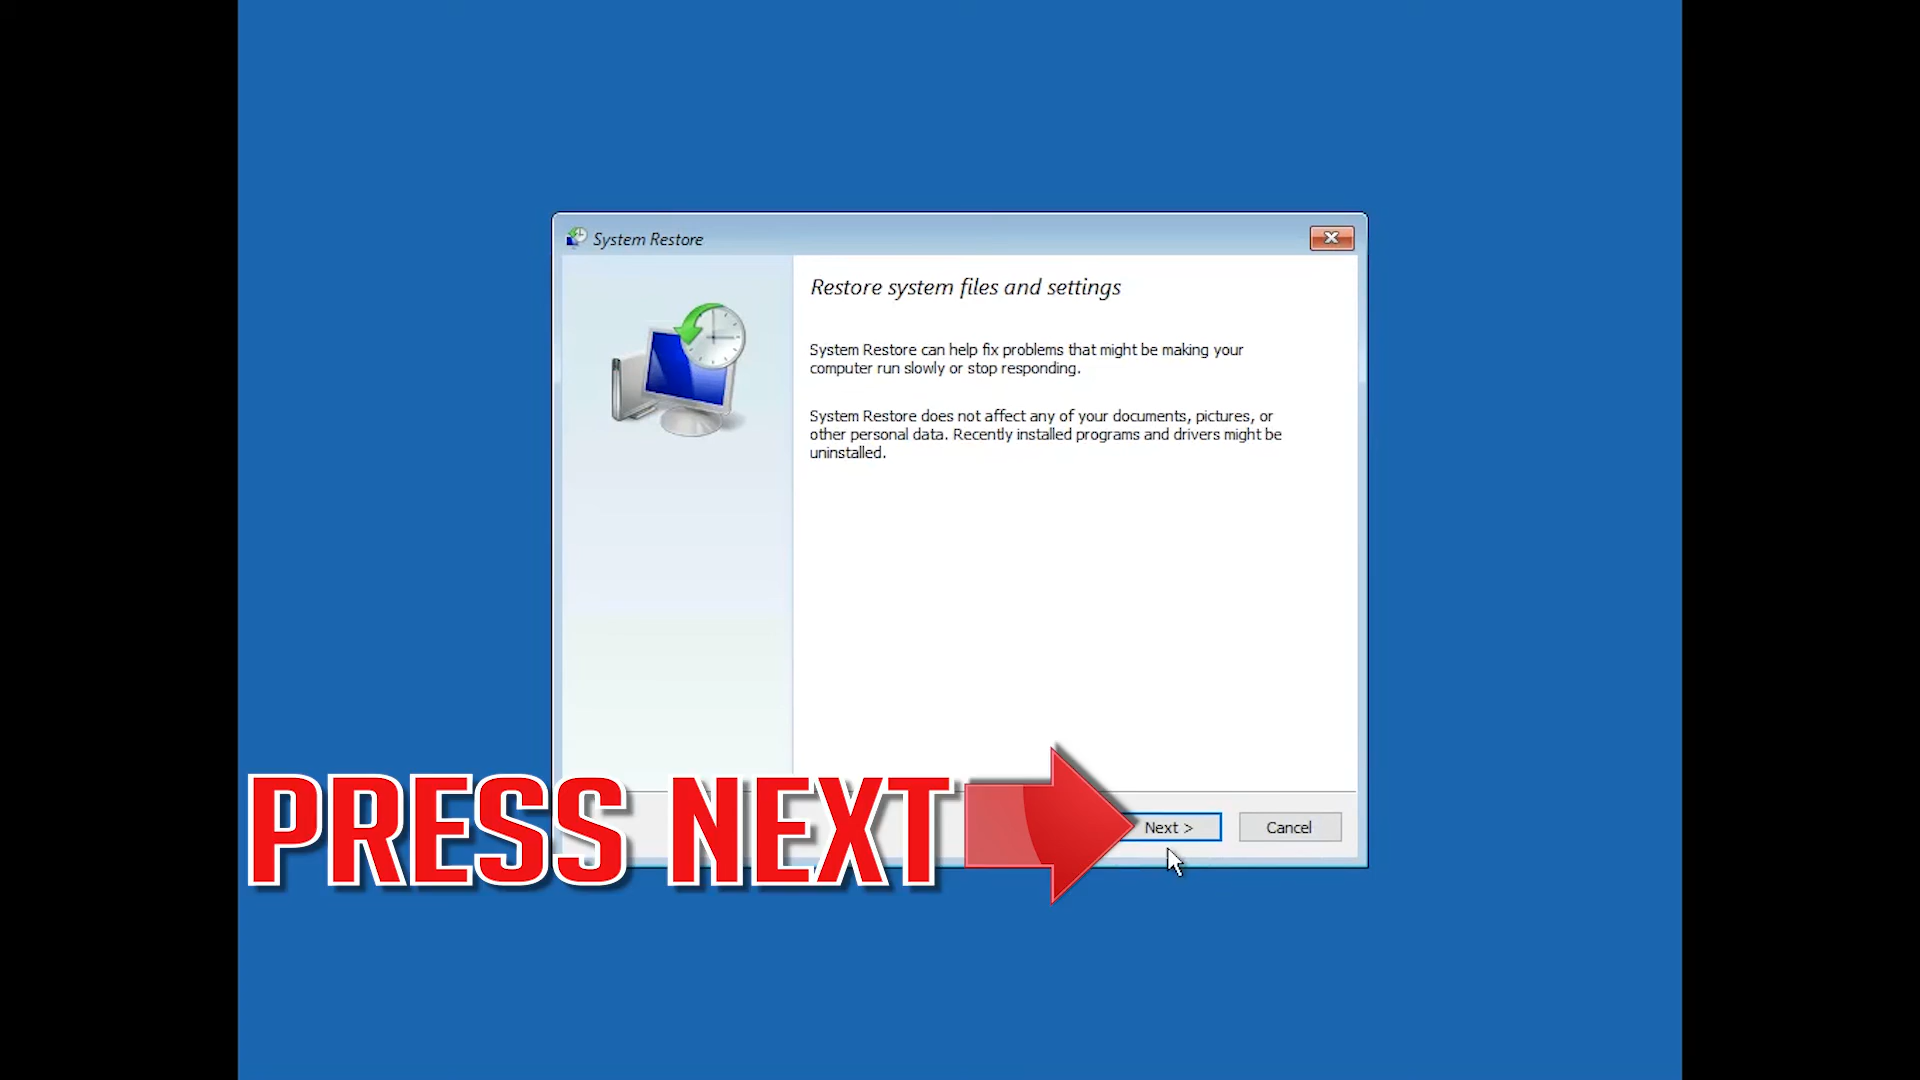 System Restore
Restore system files and settings
System Restore can help fix problems that might be making your
computer run slowly or stop responding.
System Restore does not affect any of your documents, pictures, or
other personal data. Recently installed programs and drivers might be
uninstalled.
PRESS NEXT
Next >
Cancel